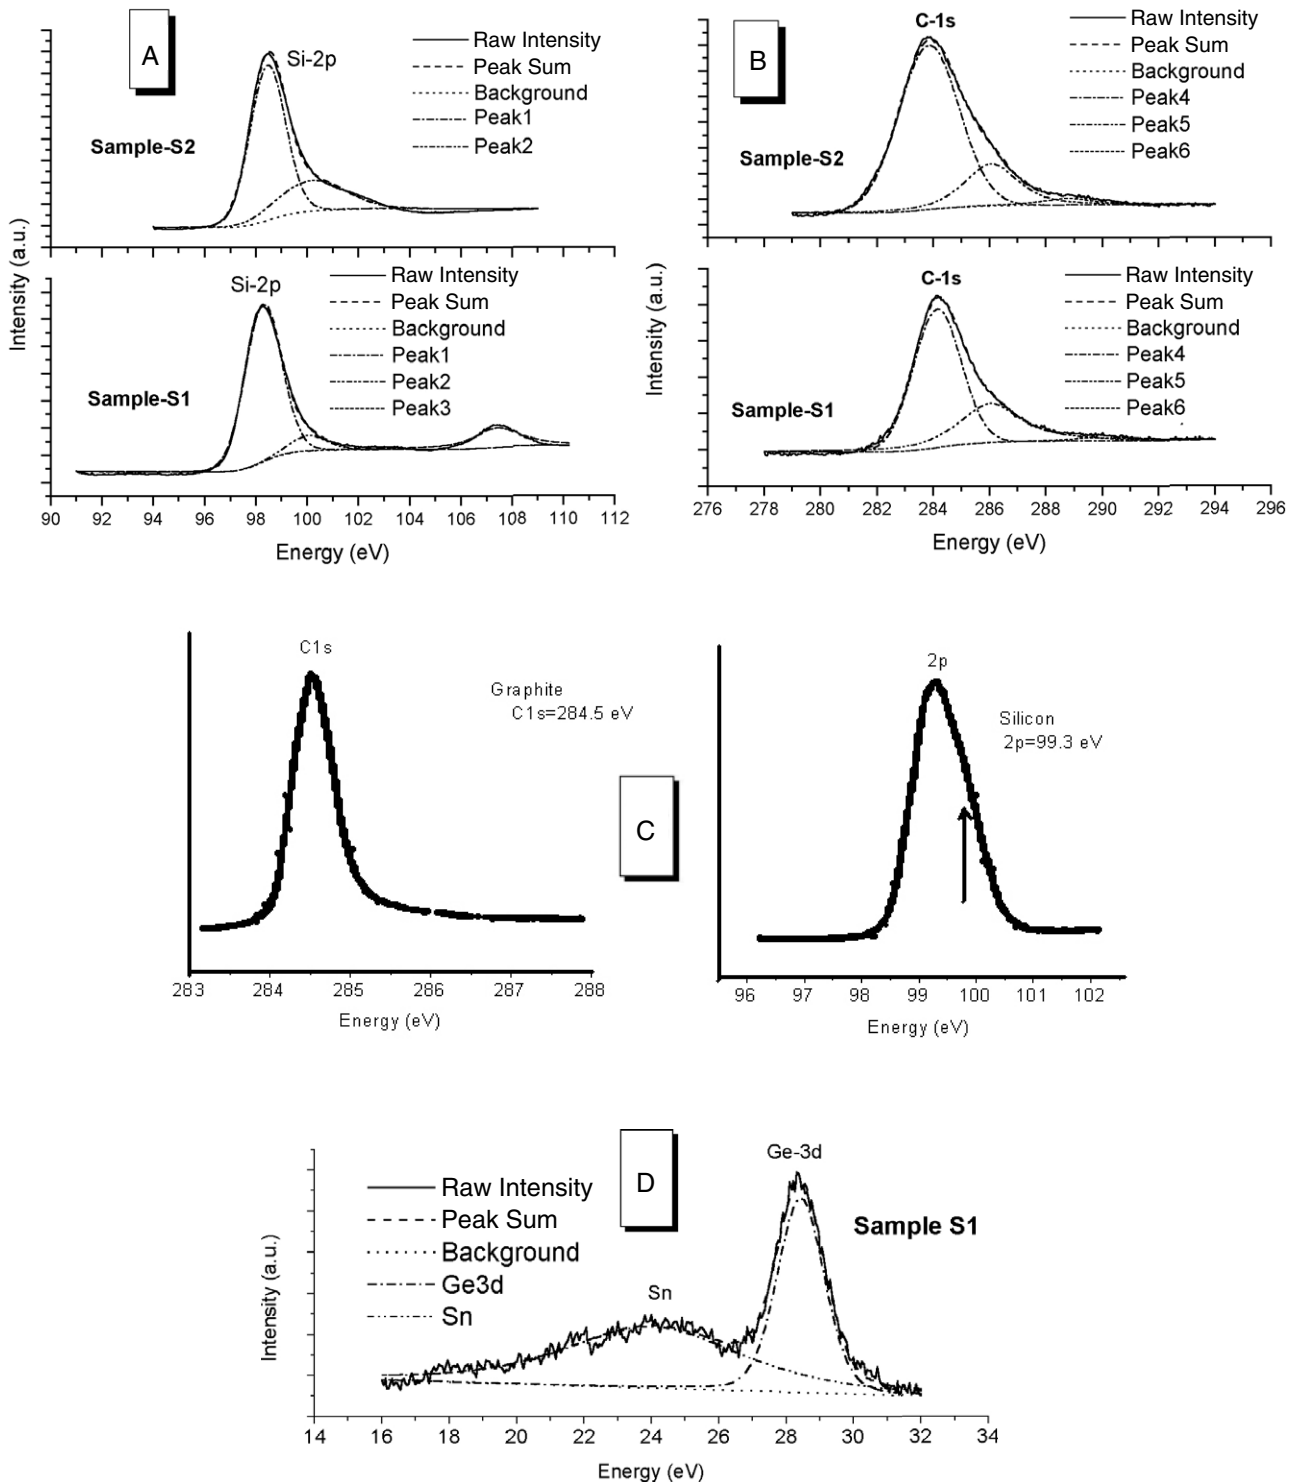 A
Si-2p
Raw Intensity
Peak Sum
Background
Peak1
Peak2
Sample-S2
Si-2p
Raw Intensity
Peak Sum
Background
Peak1
Peak2
Peak3
Sample-S1
Intensity (a.u.)
90 92 94 96 98 100 102 104 106 108 110 112
Energy (eV)
B
C-1s
Raw Intensity
Peak Sum
Background
Peak4
Peak5
Peak6
Sample-S2
C-1s
Raw Intensity
Peak Sum
Background
Peak4
Peak5
Peak6
Sample-S1
Intensity (a.u.)
276 278 280 282 284 286 288 290 292 294 296
Energy (eV)
C1s
Graphite
C1s=284.5 eV
283 284 285 286 287 288
Energy (eV)
C
2p
Silicon
2p=99.3 eV
96 97 98 99 100 101 102
Energy (eV)
D
Ge-3d
Raw Intensity
Peak Sum
Background
Ge3d
Sn
Sample S1
Sn
Intensity (a.u.)
14 16 18 20 22 24 26 28 30 32 34
Energy (eV)